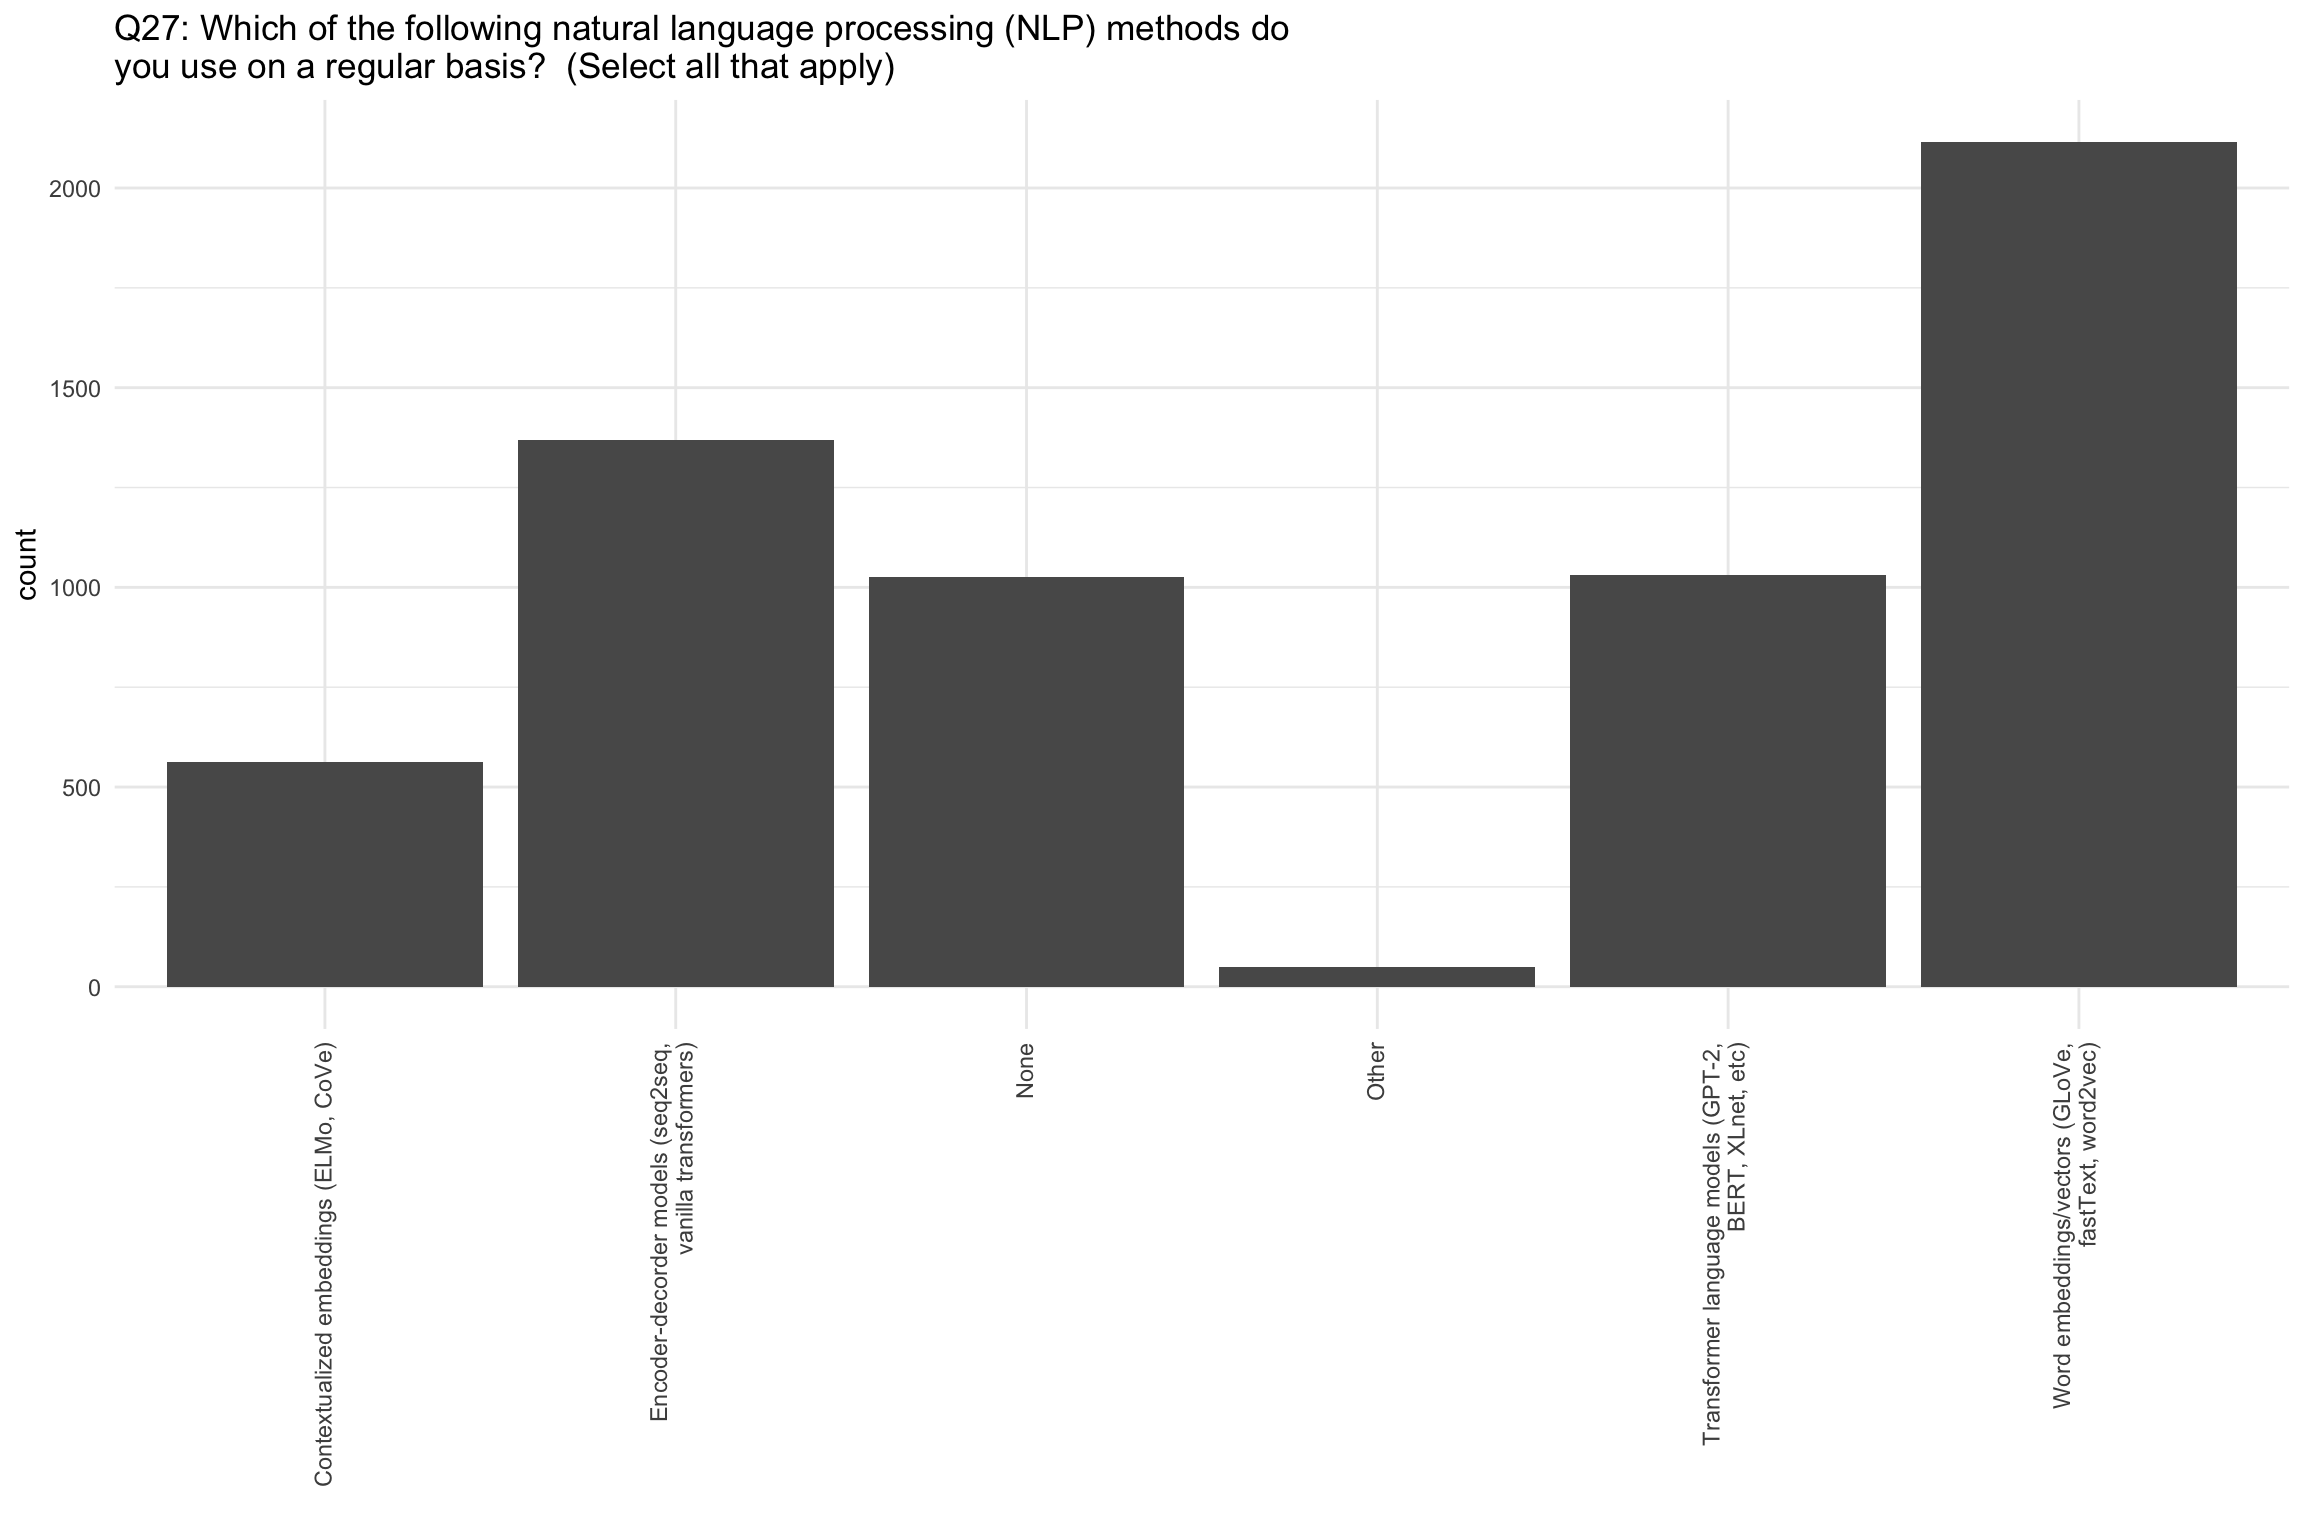 Q27: Which of the following natural language processing (NLP) methods do
you use on a regular basis?  (Select all that apply)
count
2000
1500
1000
500
0
Contextualized embeddings (ELMo, CoVe)
Encoder-decorder models (seq2seq,
vanilla transformers)
None
Other
Transformer language models (GPT-2,
BERT, XLnet, etc)
Word embeddings/vectors (GLoVe,
fastText, word2vec)